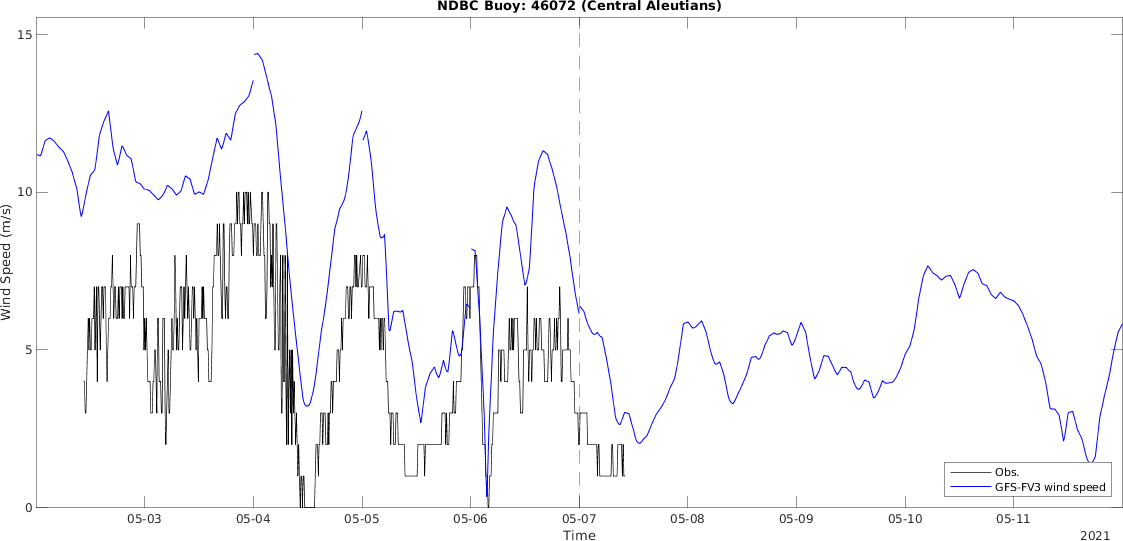 NDBC Buoy: 46072 (Central Aleutians)
15
10
5
0
Wind Speed (m/s)
05-03 05-04 05-05 05-06 05-07 05-08 05-09 05-10 05-11
Time
2021
Obs.
GFS-FV3 wind speed